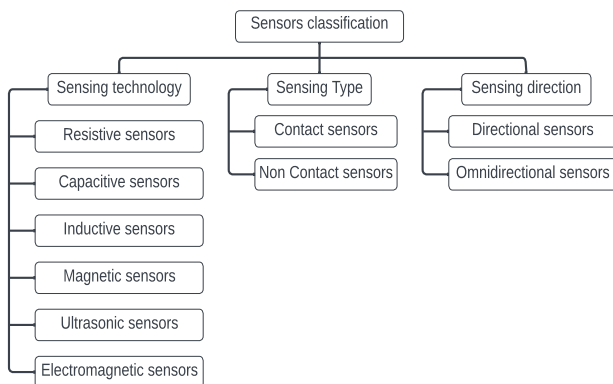 Sensors classification
Sensing technology
Sensing Type
Sensing direction
Resistive sensors
Contact sensors
Directional sensors
Capacitive sensors
Non Contact sensors
Omnidirectional sensors
Inductive sensors
Magnetic sensors
Ultrasonic sensors
Electromagnetic sensors